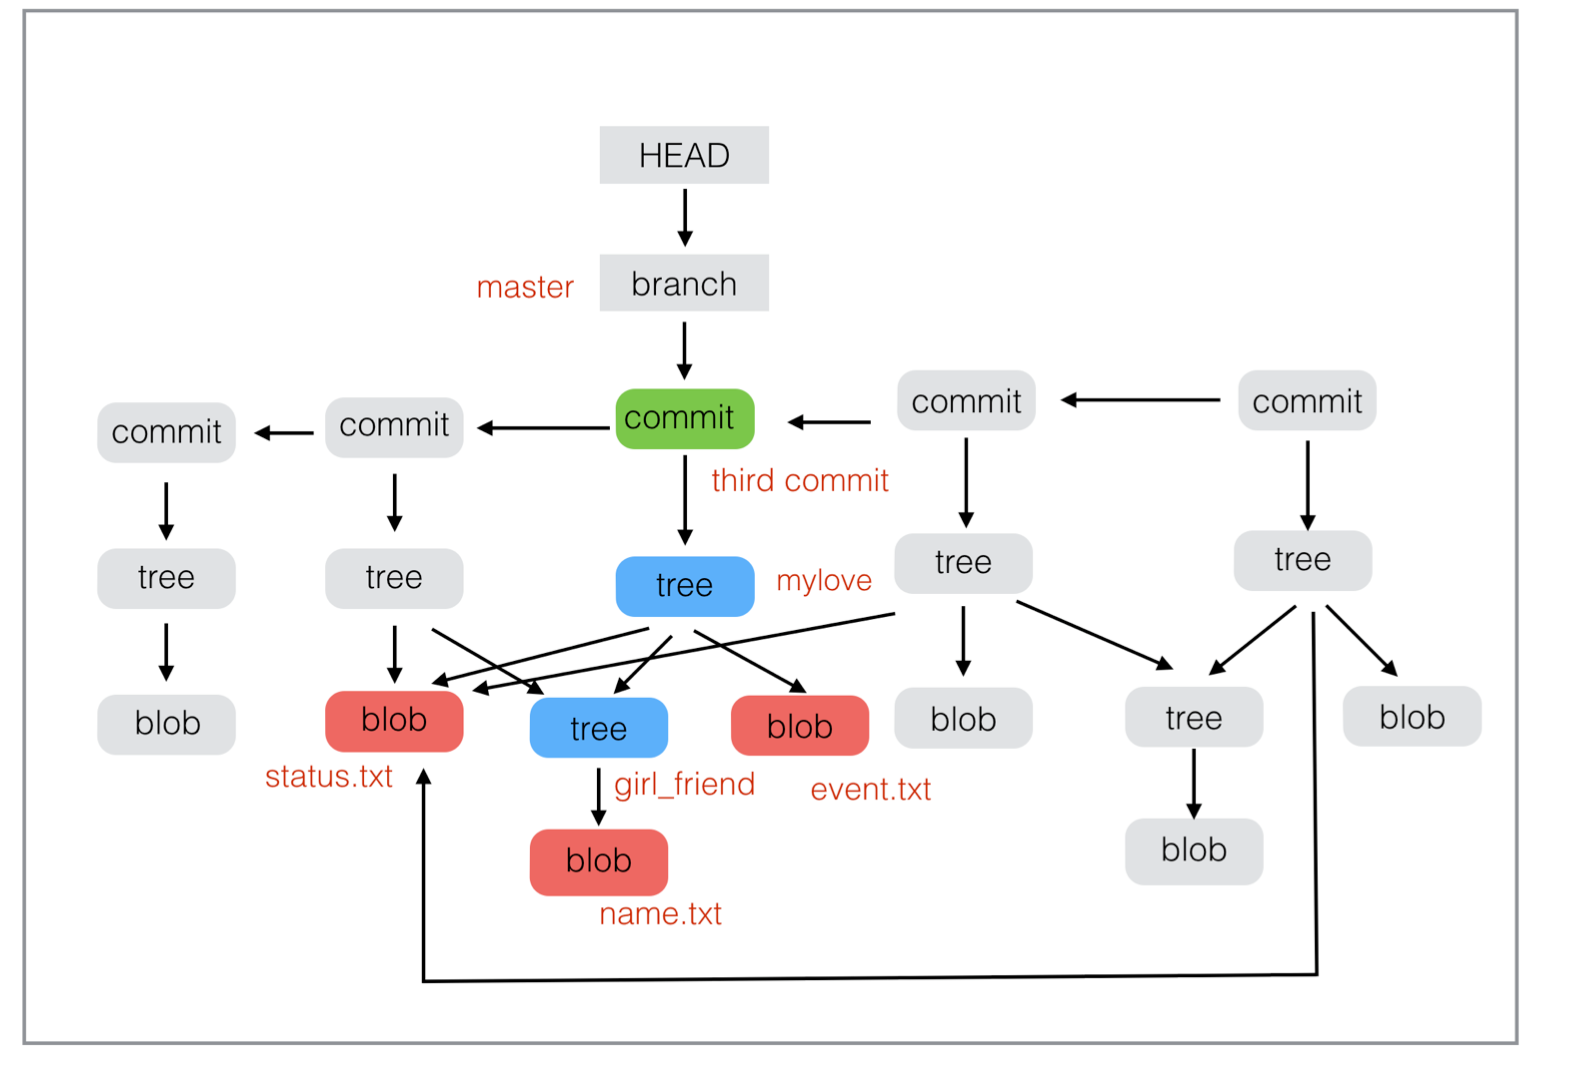 HEAD
master
branch
commit
commit
commit
commit
commit
third commit
tree
tree
tree
mylove
tree
tree
blob
blob
tree
blob
blob
tree
blob
status.txt
girl_friend
event.txt
blob
blob
name.txt